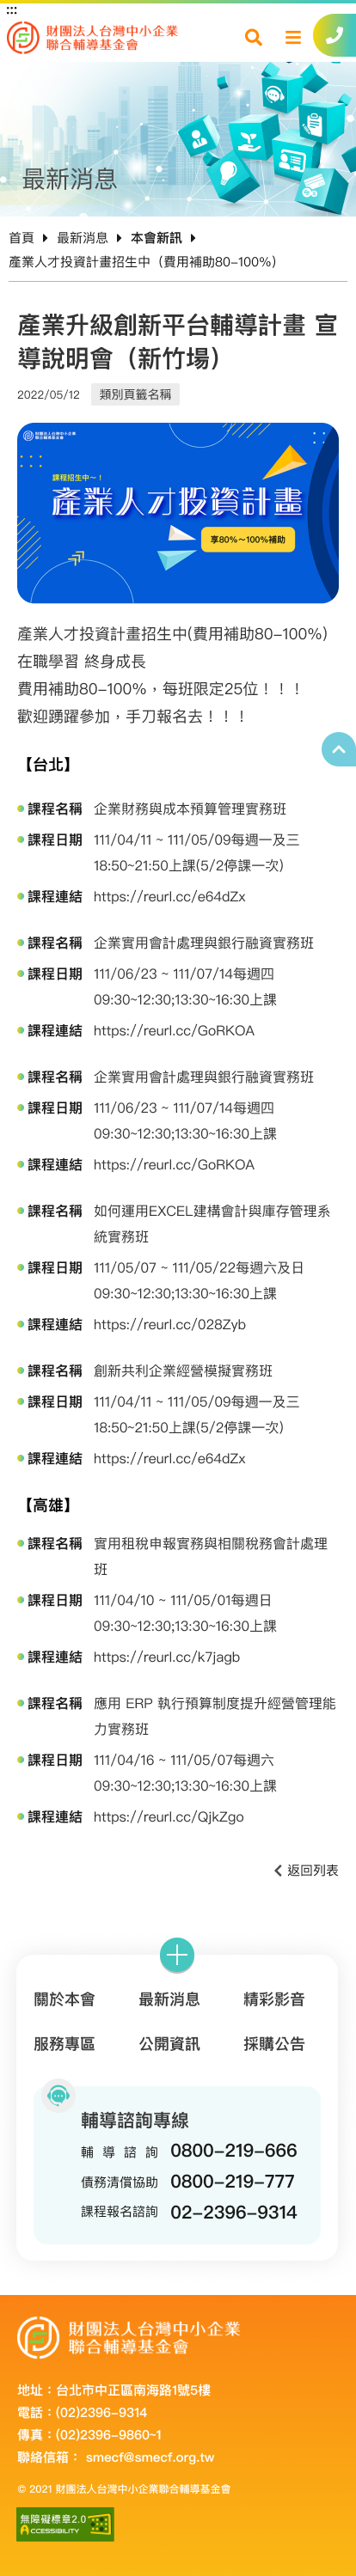 :::
財團法人台灣中小企業
聯合輔導基金會
最新消息
首頁 最新消息 本會新訊
產業人才投資計畫招生中（費用補助80-100%）
產業升級創新平台輔導計畫 宣
導說明會（新竹場）
2022/05/12 類別頁籤名稱
財團法人台灣中小企業
聯合輔導基金會
課程招生中～！
產業人才投資計畫
享80%～100%補助
產業人才投資計畫招生中(費用補助80-100%)
在職學習 終身成長
費用補助80-100%，每班限定25位！！！
歡迎踴躍參加，手刀報名去！！！
【台北】
課程名稱 企業財務與成本預算管理實務班
課程日期 111/04/11 ~ 111/05/09每週一及三
18:50~21:50上課(5/2停課一次)
課程連結 https://reurl.cc/e64dZx
課程名稱 企業實用會計處理與銀行融資實務班
課程日期 111/06/23 ~ 111/07/14每週四
09:30~12:30;13:30~16:30上課
課程連結 https://reurl.cc/GoRKOA
課程名稱 企業實用會計處理與銀行融資實務班
課程日期 111/06/23 ~ 111/07/14每週四
09:30~12:30;13:30~16:30上課
課程連結 https://reurl.cc/GoRKOA
課程名稱 如何運用EXCEL建構會計與庫存管理系
統實務班
課程日期 111/05/07 ~ 111/05/22每週六及日
09:30~12:30;13:30~16:30上課
課程連結 https://reurl.cc/028Zyb
課程名稱 創新共利企業經營模擬實務班
課程日期 111/04/11 ~ 111/05/09每週一及三
18:50~21:50上課(5/2停課一次)
課程連結 https://reurl.cc/e64dZx
【高雄】
課程名稱 實用租稅申報實務與相關稅務會計處理
班
課程日期 111/04/10 ~ 111/05/01每週日
09:30~12:30;13:30~16:30上課
課程連結 https://reurl.cc/k7jagb
課程名稱 應用 ERP 執行預算制度提升經營管理能
力實務班
課程日期 111/04/16 ~ 111/05/07每週六
09:30~12:30;13:30~16:30上課
課程連結 https://reurl.cc/QjkZgo
返回列表
關於本會 最新消息 精彩影音
服務專區 公開資訊 採購公告
輔導諮詢專線
輔導諮詢 0800-219-666
債務清償協助 0800-219-777
課程報名諮詢 02-2396-9314
財團法人台灣中小企業
聯合輔導基金會
地址：台北市中正區南海路1號5樓
電話：(02)2396-9314
傳真：(02)2396-9860~1
聯絡信箱： smecf@smecf.org.tw
© 2021 財團法人台灣中小企業聯合輔導基金會
無障礙標章2.0
ACCESSIBILITY